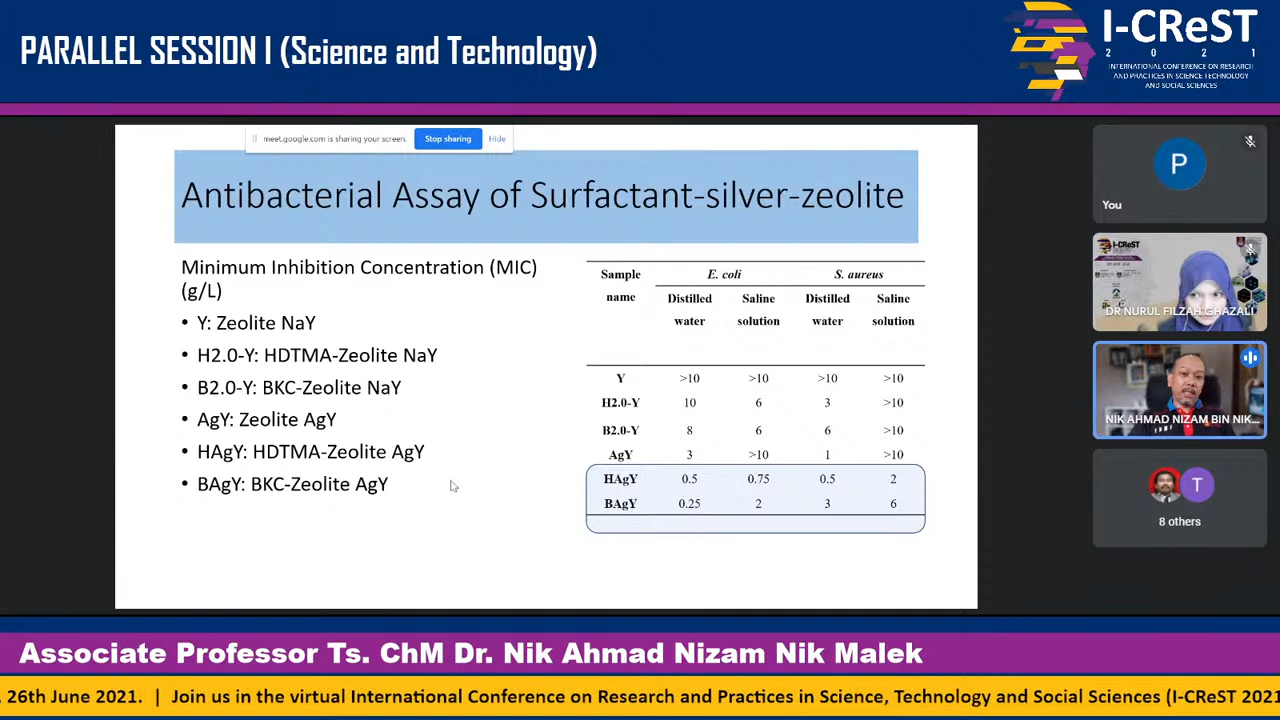 PARALLEL SESSION I (Science and Technology)
I-CReST
2 0 2 1
INTERNATIONAL CONFERENCE ON RESEARCH
AND PRACTICES IN SCIENCE TECHNOLOGY
AND SOCIAL SCIENCES
meet.google.com is sharing your screen.
Stop sharing
Hide
Antibacterial Assay of Surfactant-silver-zeolite
Minimum Inhibition Concentration (MIC)
(g/L)
• Y: Zeolite NaY
• H2.0-Y: HDTMA-Zeolite NaY
• B2.0-Y: BKC-Zeolite NaY
• AgY: Zeolite AgY
• HAgY: HDTMA-Zeolite AgY
• BAgY: BKC-Zeolite AgY
Sample E. coli S. aureus
name
Distilled Saline Distilled Saline
water solution water solution
Y >10 >10 >10 >10
H2.0-Y 10 6 3 >10
B2.0-Y 8 6 6 >10
AgY 3 >10 1 >10
HAgY 0.5 0.75 0.5 2
BAgY 0.25 2 3 6
P
You
I-CReST
DR NURUL FILZAH GHAZALI
NIK AHMAD NIZAM BIN NIK...
T
8 others
Associate Professor Ts. ChM Dr. Nik Ahmad Nizam Nik Malek
26th June 2021. | Join us in the virtual International Conference on Research and Practices in Science, Technology and Social Sciences (I-CReST 2021